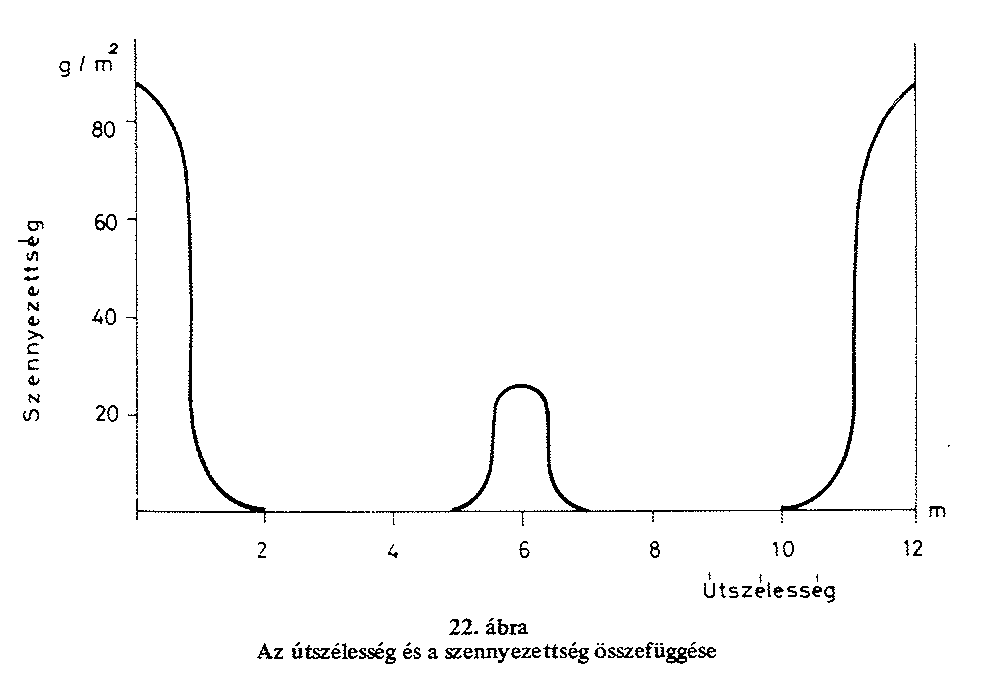 g / m²
80
60
40
20
Szennyezettség
m
2
4
6
8
10
12
Útszélesség
22. ábra
Az útszélesség és a szennyezettség összefüggése